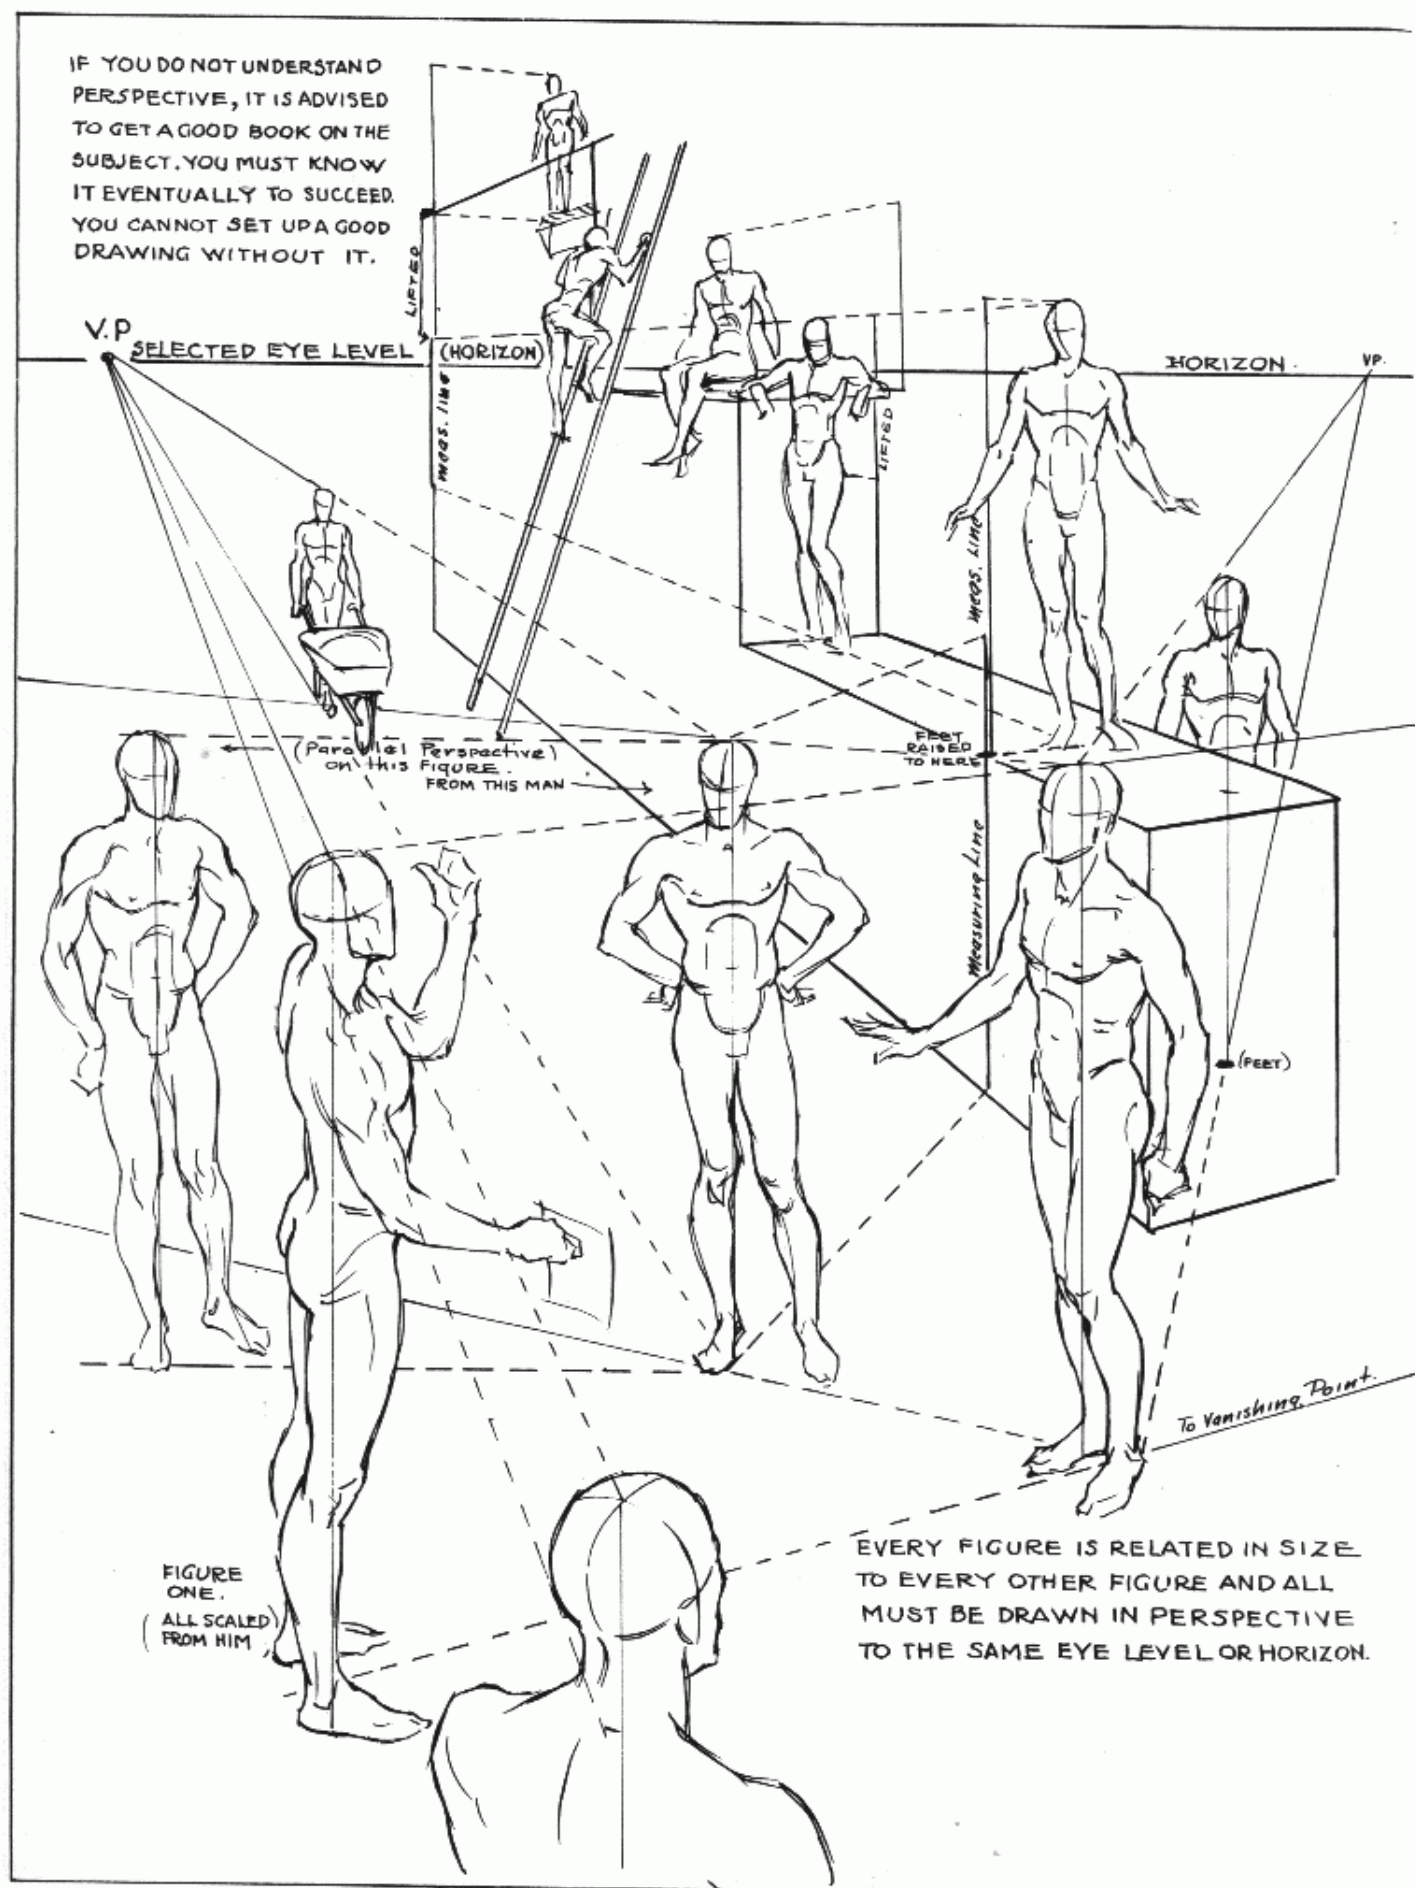 IF YOU DO NOT UNDERSTAND
PERSPECTIVE, IT IS ADVISED
TO GET A GOOD BOOK ON THE
SUBJECT. YOU MUST KNOW
IT EVENTUALLY TO SUCCEED.
YOU CANNOT SET UP A GOOD
DRAWING WITHOUT IT.
LIFTED
V.P
SELECTED EYE LEVEL (HORIZON)
HORIZON.
VP.
meas. line
LIFTED
meas. Line
FEET
RAISED
TO HERE
(Parallel Perspective)
on this FIGURE.
FROM THIS MAN
Measuring Line
(FEET)
To Vanishing Point.
FIGURE
ONE.
(ALL SCALED)
FROM HIM
EVERY FIGURE IS RELATED IN SIZE
TO EVERY OTHER FIGURE AND ALL
MUST BE DRAWN IN PERSPECTIVE
TO THE SAME EYE LEVEL OR HORIZON.